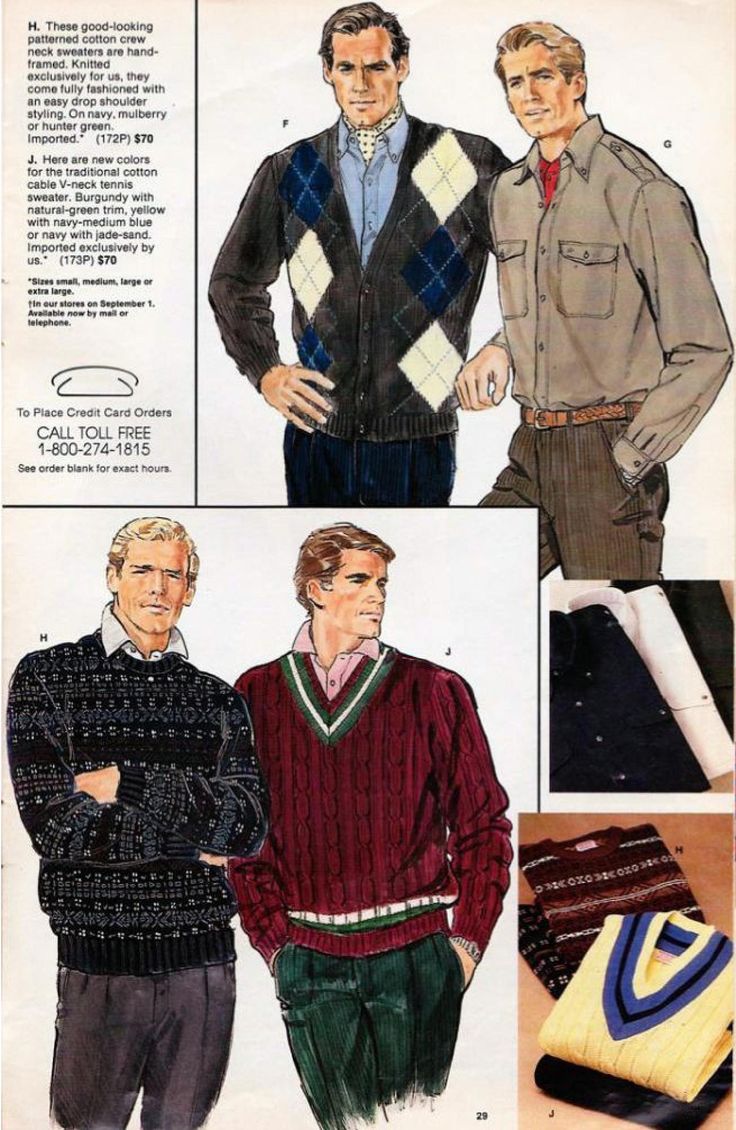 H. These good-looking
patterned cotton crew
neck sweaters are hand-
framed. Knitted
exclusively for us, they
come fully fashioned with
an easy drop shoulder
styling. On navy, mulberry
or hunter green.
Imported.* (172P) $70
J. Here are new colors
for the traditional cotton
cable V-neck tennis
sweater. Burgundy with
natural-green trim, yellow
with navy-medium blue
or navy with jade-sand.
Imported exclusively by
us.* (173P) $70
*Sizes small, medium, large or
extra large.
†In our stores on September 1.
Available now by mail or
telephone.
To Place Credit Card Orders
CALL TOLL FREE
1-800-274-1815
See order blank for exact hours.
F
G
H
J
H
J
29